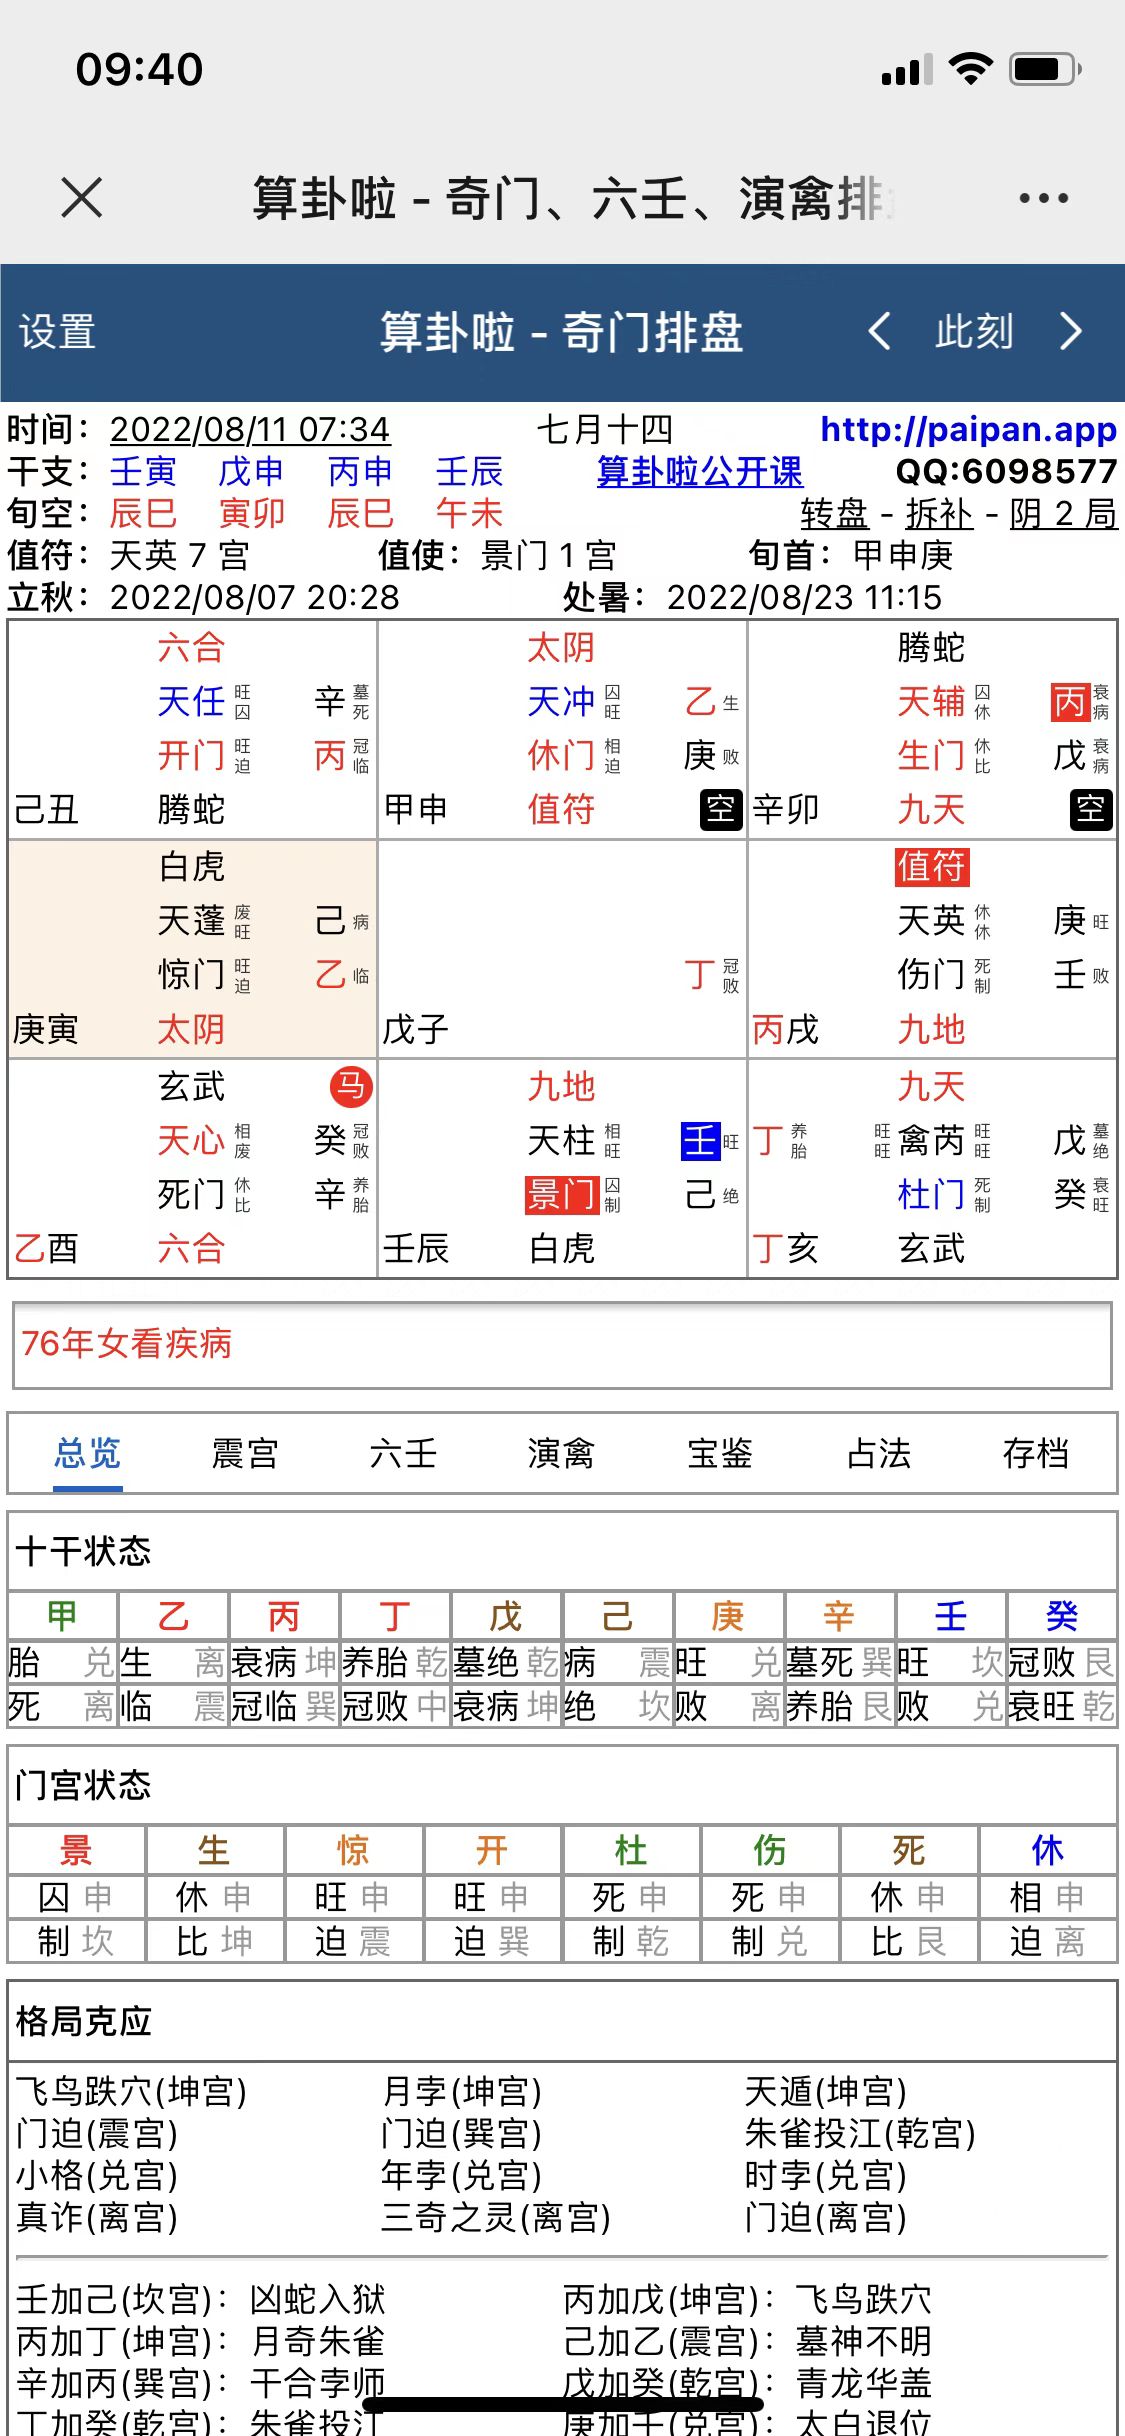 09:40
算卦啦 - 奇门、六壬、演禽排
设置 算卦啦 - 奇门排盘 此刻
时间： 2022/08/11 07:34 七月十四 http://paipan.app
干支： 壬寅 戊申 丙申 壬辰 算卦啦公开课 QQ:6098577
旬空： 辰巳 寅卯 辰巳 午未 转盘 - 拆补 - 阴 2 局
值符： 天英 7 宫 值使： 景门 1 宫 旬首： 甲申庚
立秋： 2022/08/07 20:28 处暑： 2022/08/23 11:15
六合 太阴 腾蛇
天任 旺囚 辛 墓死 天冲 囚旺 乙 生 天辅 囚休 丙 衰病
开门 旺迫 丙 冠临 休门 相迫 庚 败 生门 休比 戊 衰病
己丑 腾蛇 甲申 值符 空 辛卯 九天 空
白虎 值符
天蓬 废旺 己 病 天英 休休 庚 旺
惊门 旺迫 乙 临 丁 冠败 伤门 死制 壬 败
庚寅 太阴 戊子 丙戌 九地
玄武 马 九地 九天
天心 相废 癸 冠败 天柱 相旺 壬 旺 丁 养胎 旺旺 禽芮 旺旺 戊 墓绝
死门 休比 辛 养胎 景门 囚制 己 绝 杜门 死制 癸 衰旺
乙酉 六合 壬辰 白虎 丁亥 玄武
76年女看疾病
总览 震宫 六壬 演禽 宝鉴 占法 存档
十干状态
甲 乙 丙 丁 戊 己 庚 辛 壬 癸
胎 兑 生 离 衰病 坤 养胎 乾 墓绝 乾 病 震 旺 兑 墓死 巽 旺 坎 冠败 艮
死 离 临 震 冠临 巽 冠败 中 衰病 坤 绝 坎 败 离 养胎 艮 败 兑 衰旺 乾
门宫状态
景 生 惊 开 杜 伤 死 休
囚 申 休 申 旺 申 旺 申 死 申 死 申 休 申 相 申
制 坎 比 坤 迫 震 迫 巽 制 乾 制 兑 比 艮 迫 离
格局克应
飞鸟跌穴(坤宫) 月孛(坤宫) 天遁(坤宫)
门迫(震宫) 门迫(巽宫) 朱雀投江(乾宫)
小格(兑宫) 年孛(兑宫) 时孛(兑宫)
真诈(离宫) 三奇之灵(离宫) 门迫(离宫)
壬加己(坎宫)： 凶蛇入狱 丙加戊(坤宫)： 飞鸟跌穴
丙加丁(坤宫)： 月奇朱雀 己加乙(震宫)： 墓神不明
辛加丙(巽宫)： 干合孛师 戊加癸(乾宫)： 青龙华盖
丁加癸(乾宫)： 朱雀投江 庚加壬(兑宫)： 太白退位